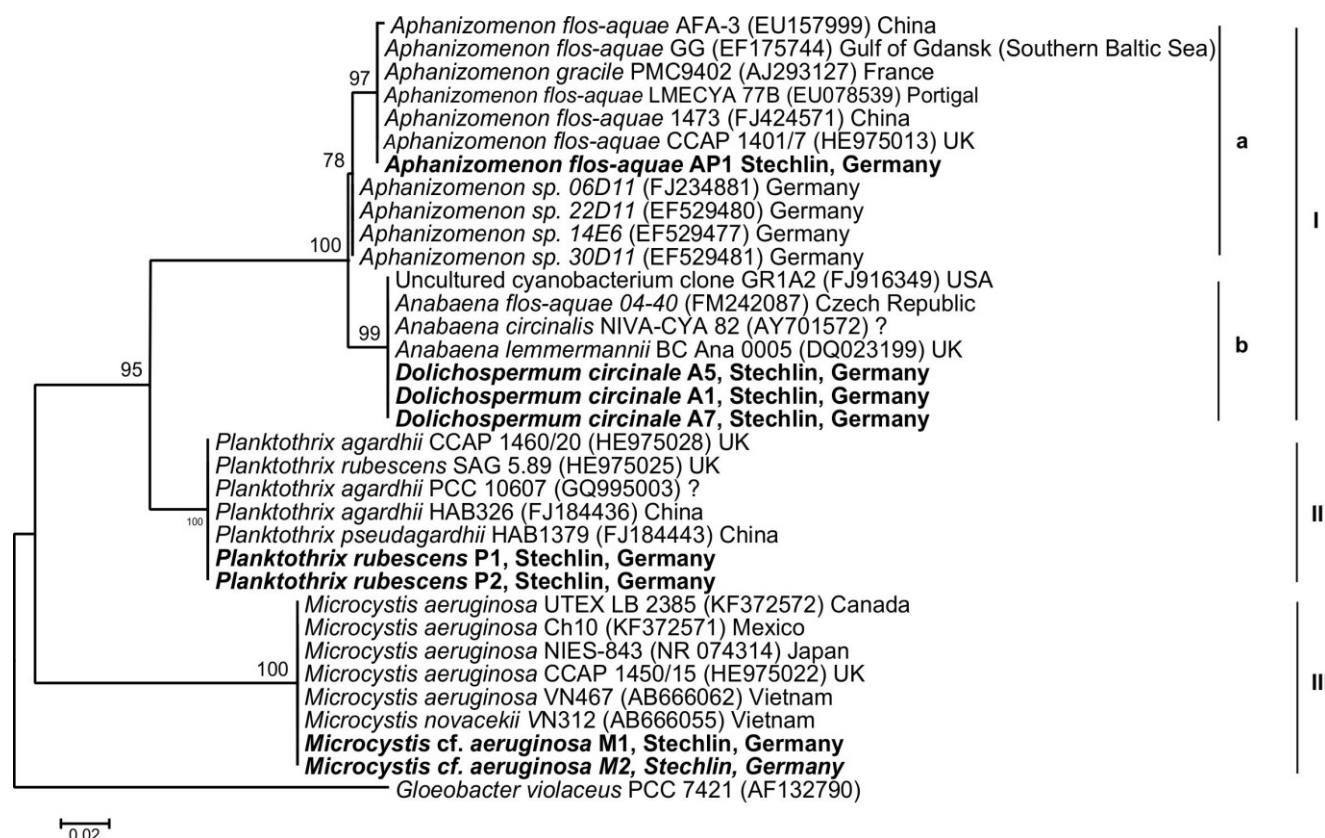 Aphanizomenon flos-aquae AFA-3 (EU157999) China
Aphanizomenon flos-aquae GG (EF175744) Gulf of Gdansk (Southern Baltic Sea)
97
Aphanizomenon gracile PMC9402 (AJ293127) France
Aphanizomenon flos-aquae LMECYA 77B (EU078539) Portigal
Aphanizomenon flos-aquae 1473 (FJ424571) China
Aphanizomenon flos-aquae CCAP 1401/7 (HE975013) UK
a
78
Aphanizomenon flos-aquae AP1 Stechlin, Germany
Aphanizomenon sp. 06D11 (FJ234881) Germany
Aphanizomenon sp. 22D11 (EF529480) Germany
I
Aphanizomenon sp. 14E6 (EF529477) Germany
100
Aphanizomenon sp. 30D11 (EF529481) Germany
Uncultured cyanobacterium clone GR1A2 (FJ916349) USA
Anabaena flos-aquae 04-40 (FM242087) Czech Republic
99
Anabaena circinalis NIVA-CYA 82 (AY701572) ?
Anabaena lemmermannii BC Ana 0005 (DQ023199) UK
b
95
Dolichospermum circinale A5, Stechlin, Germany
Dolichospermum circinale A1, Stechlin, Germany
Dolichospermum circinale A7, Stechlin, Germany
Planktothrix agardhii CCAP 1460/20 (HE975028) UK
Planktothrix rubescens SAG 5.89 (HE975025) UK
Planktothrix agardhii PCC 10607 (GQ995003) ?
II
100
Planktothrix agardhii HAB326 (FJ184436) China
Planktothrix pseudagardhii HAB1379 (FJ184443) China
Planktothrix rubescens P1, Stechlin, Germany
Planktothrix rubescens P2, Stechlin, Germany
Microcystis aeruginosa UTEX LB 2385 (KF372572) Canada
Microcystis aeruginosa Ch10 (KF372571) Mexico
Microcystis aeruginosa NIES-843 (NR 074314) Japan
100
Microcystis aeruginosa CCAP 1450/15 (HE975022) UK
II
Microcystis aeruginosa VN467 (AB666062) Vietnam
Microcystis novacekii VN312 (AB666055) Vietnam
Microcystis cf. aeruginosa M1, Stechlin, Germany
Microcystis cf. aeruginosa M2, Stechlin, Germany
Gloeobacter violaceus PCC 7421 (AF132790)
0.02